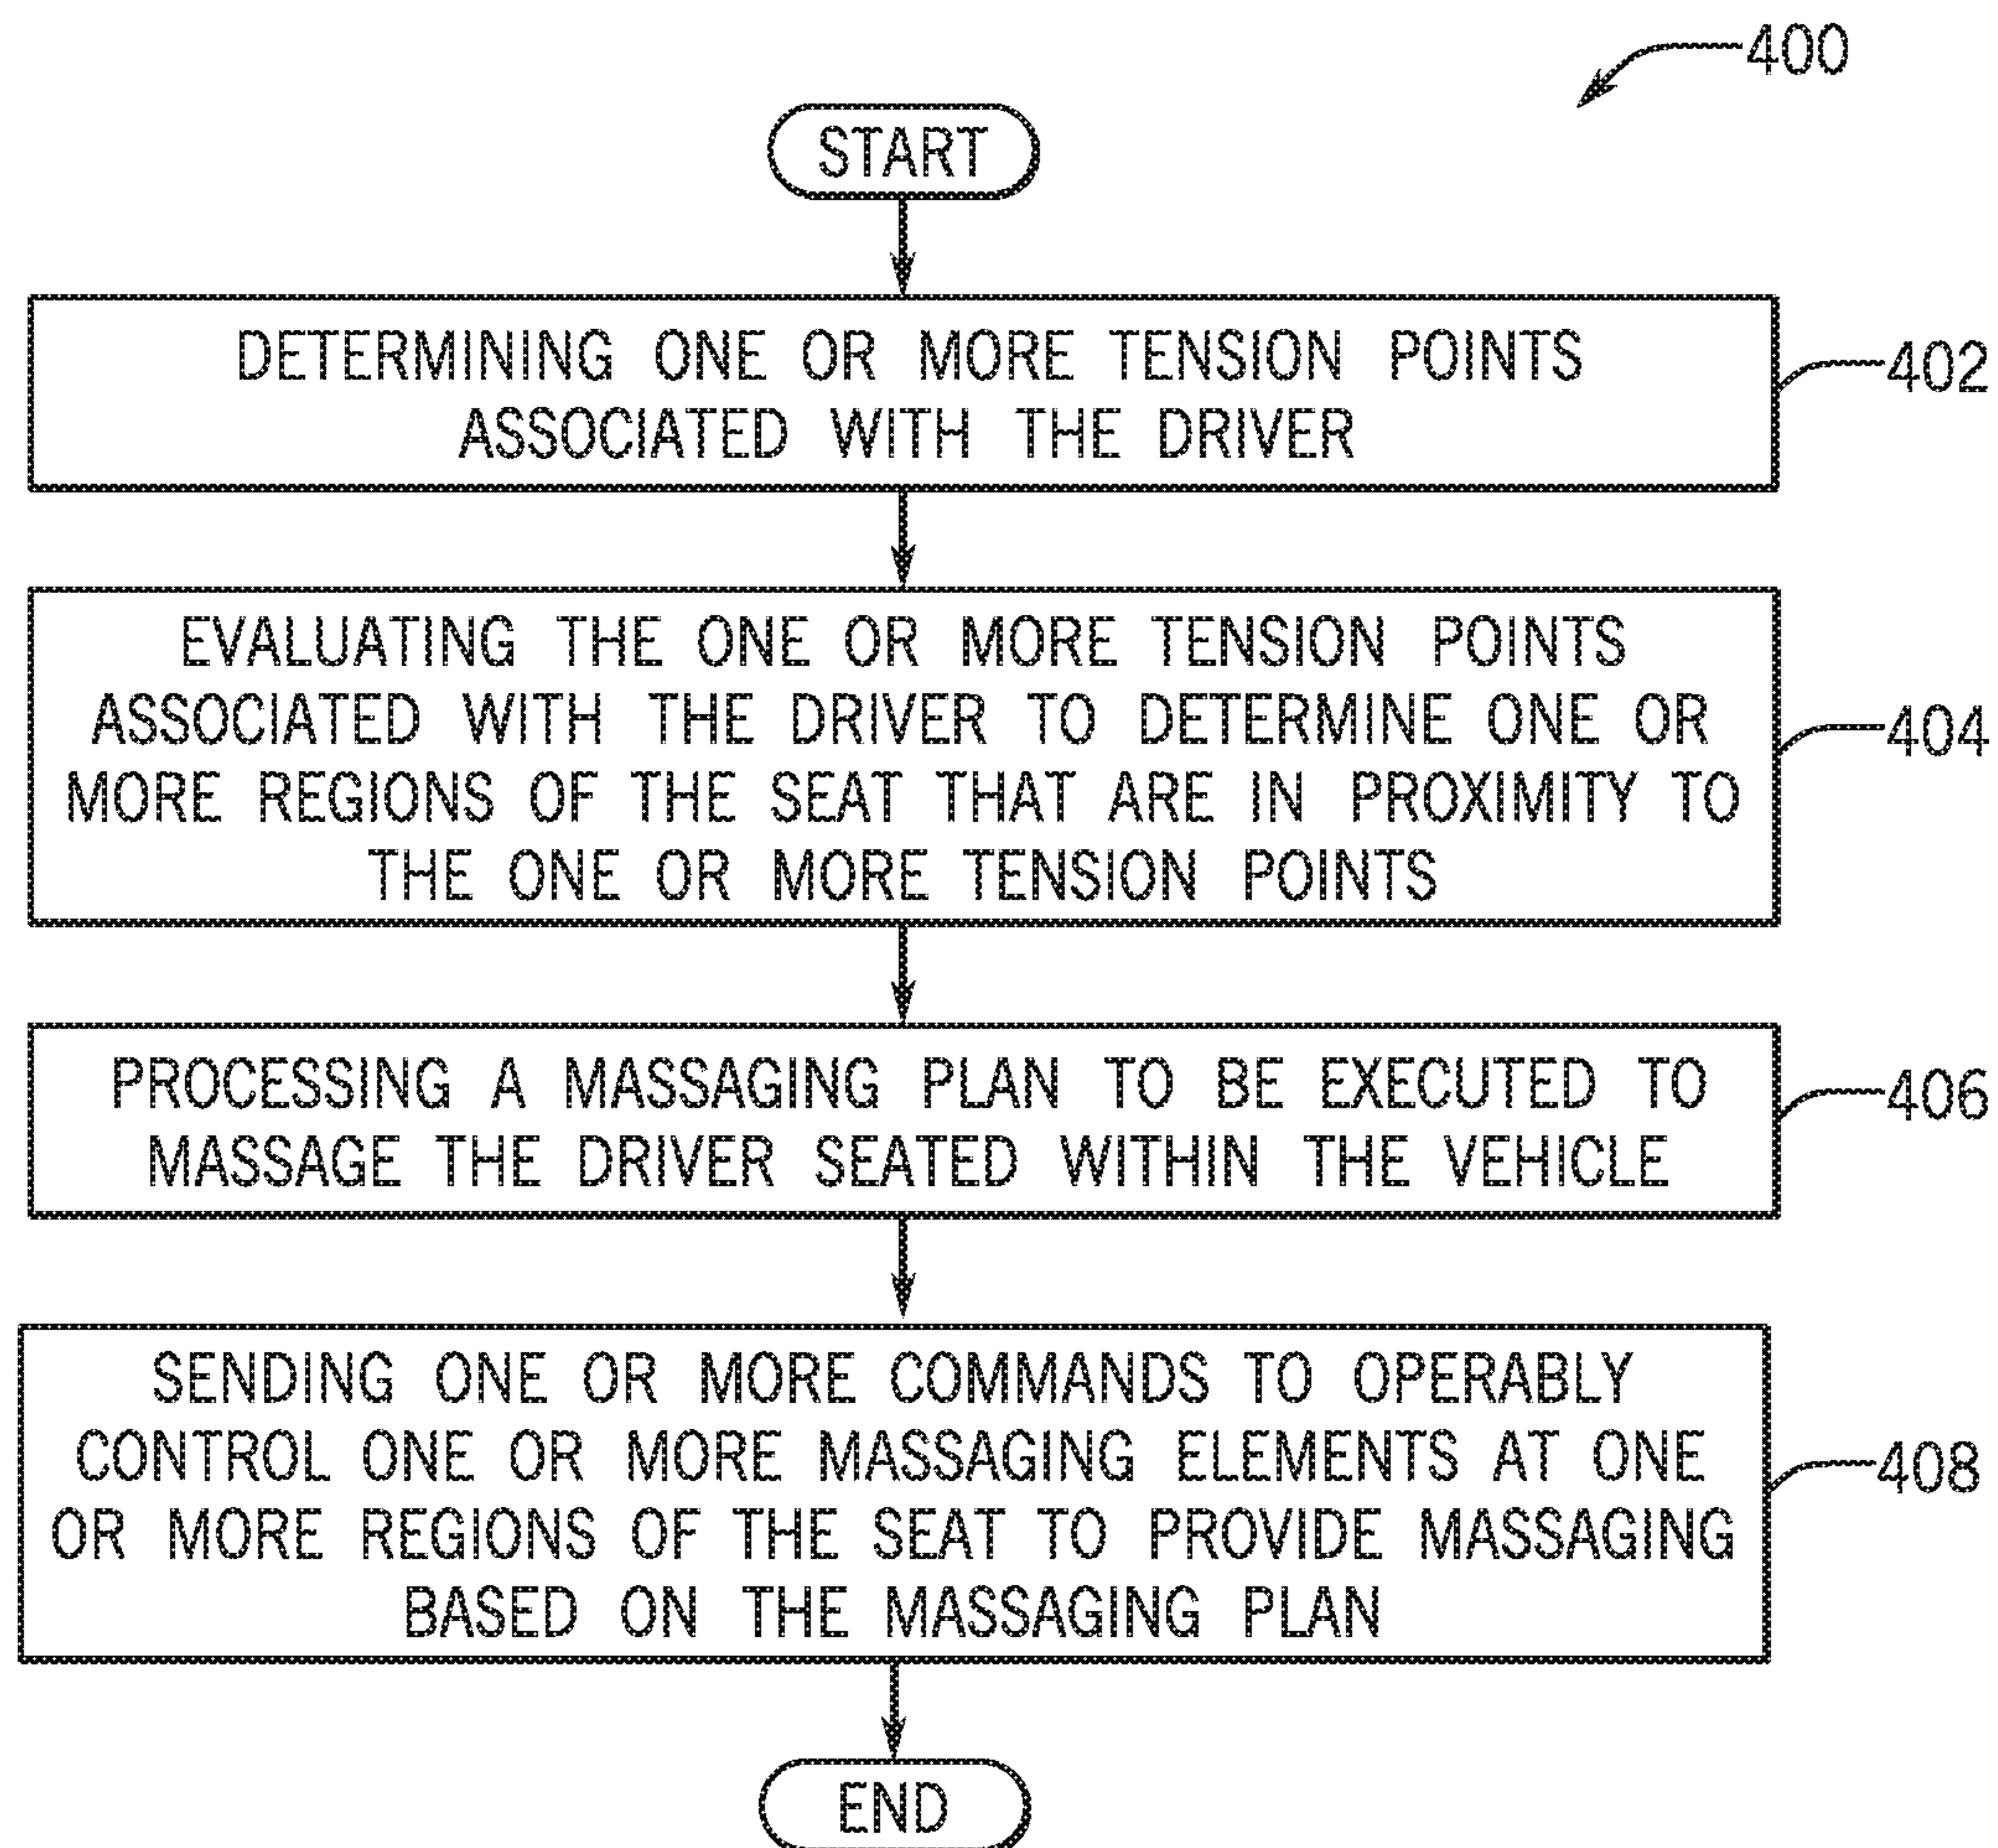 400
START
DETERMINING ONE OR MORE TENSION POINTS
ASSOCIATED WITH THE DRIVER
402
EVALUATING THE ONE OR MORE TENSION POINTS
ASSOCIATED WITH THE DRIVER TO DETERMINE ONE OR
MORE REGIONS OF THE SEAT THAT ARE IN PROXIMITY TO
THE ONE OR MORE TENSION POINTS
404
PROCESSING A MASSAGING PLAN TO BE EXECUTED TO
MASSAGE THE DRIVER SEATED WITHIN THE VEHICLE
406
SENDING ONE OR MORE COMMANDS TO OPERABLY
CONTROL ONE OR MORE MASSAGING ELEMENTS AT ONE
OR MORE REGIONS OF THE SEAT TO PROVIDE MASSAGING
BASED ON THE MASSAGING PLAN
408
END